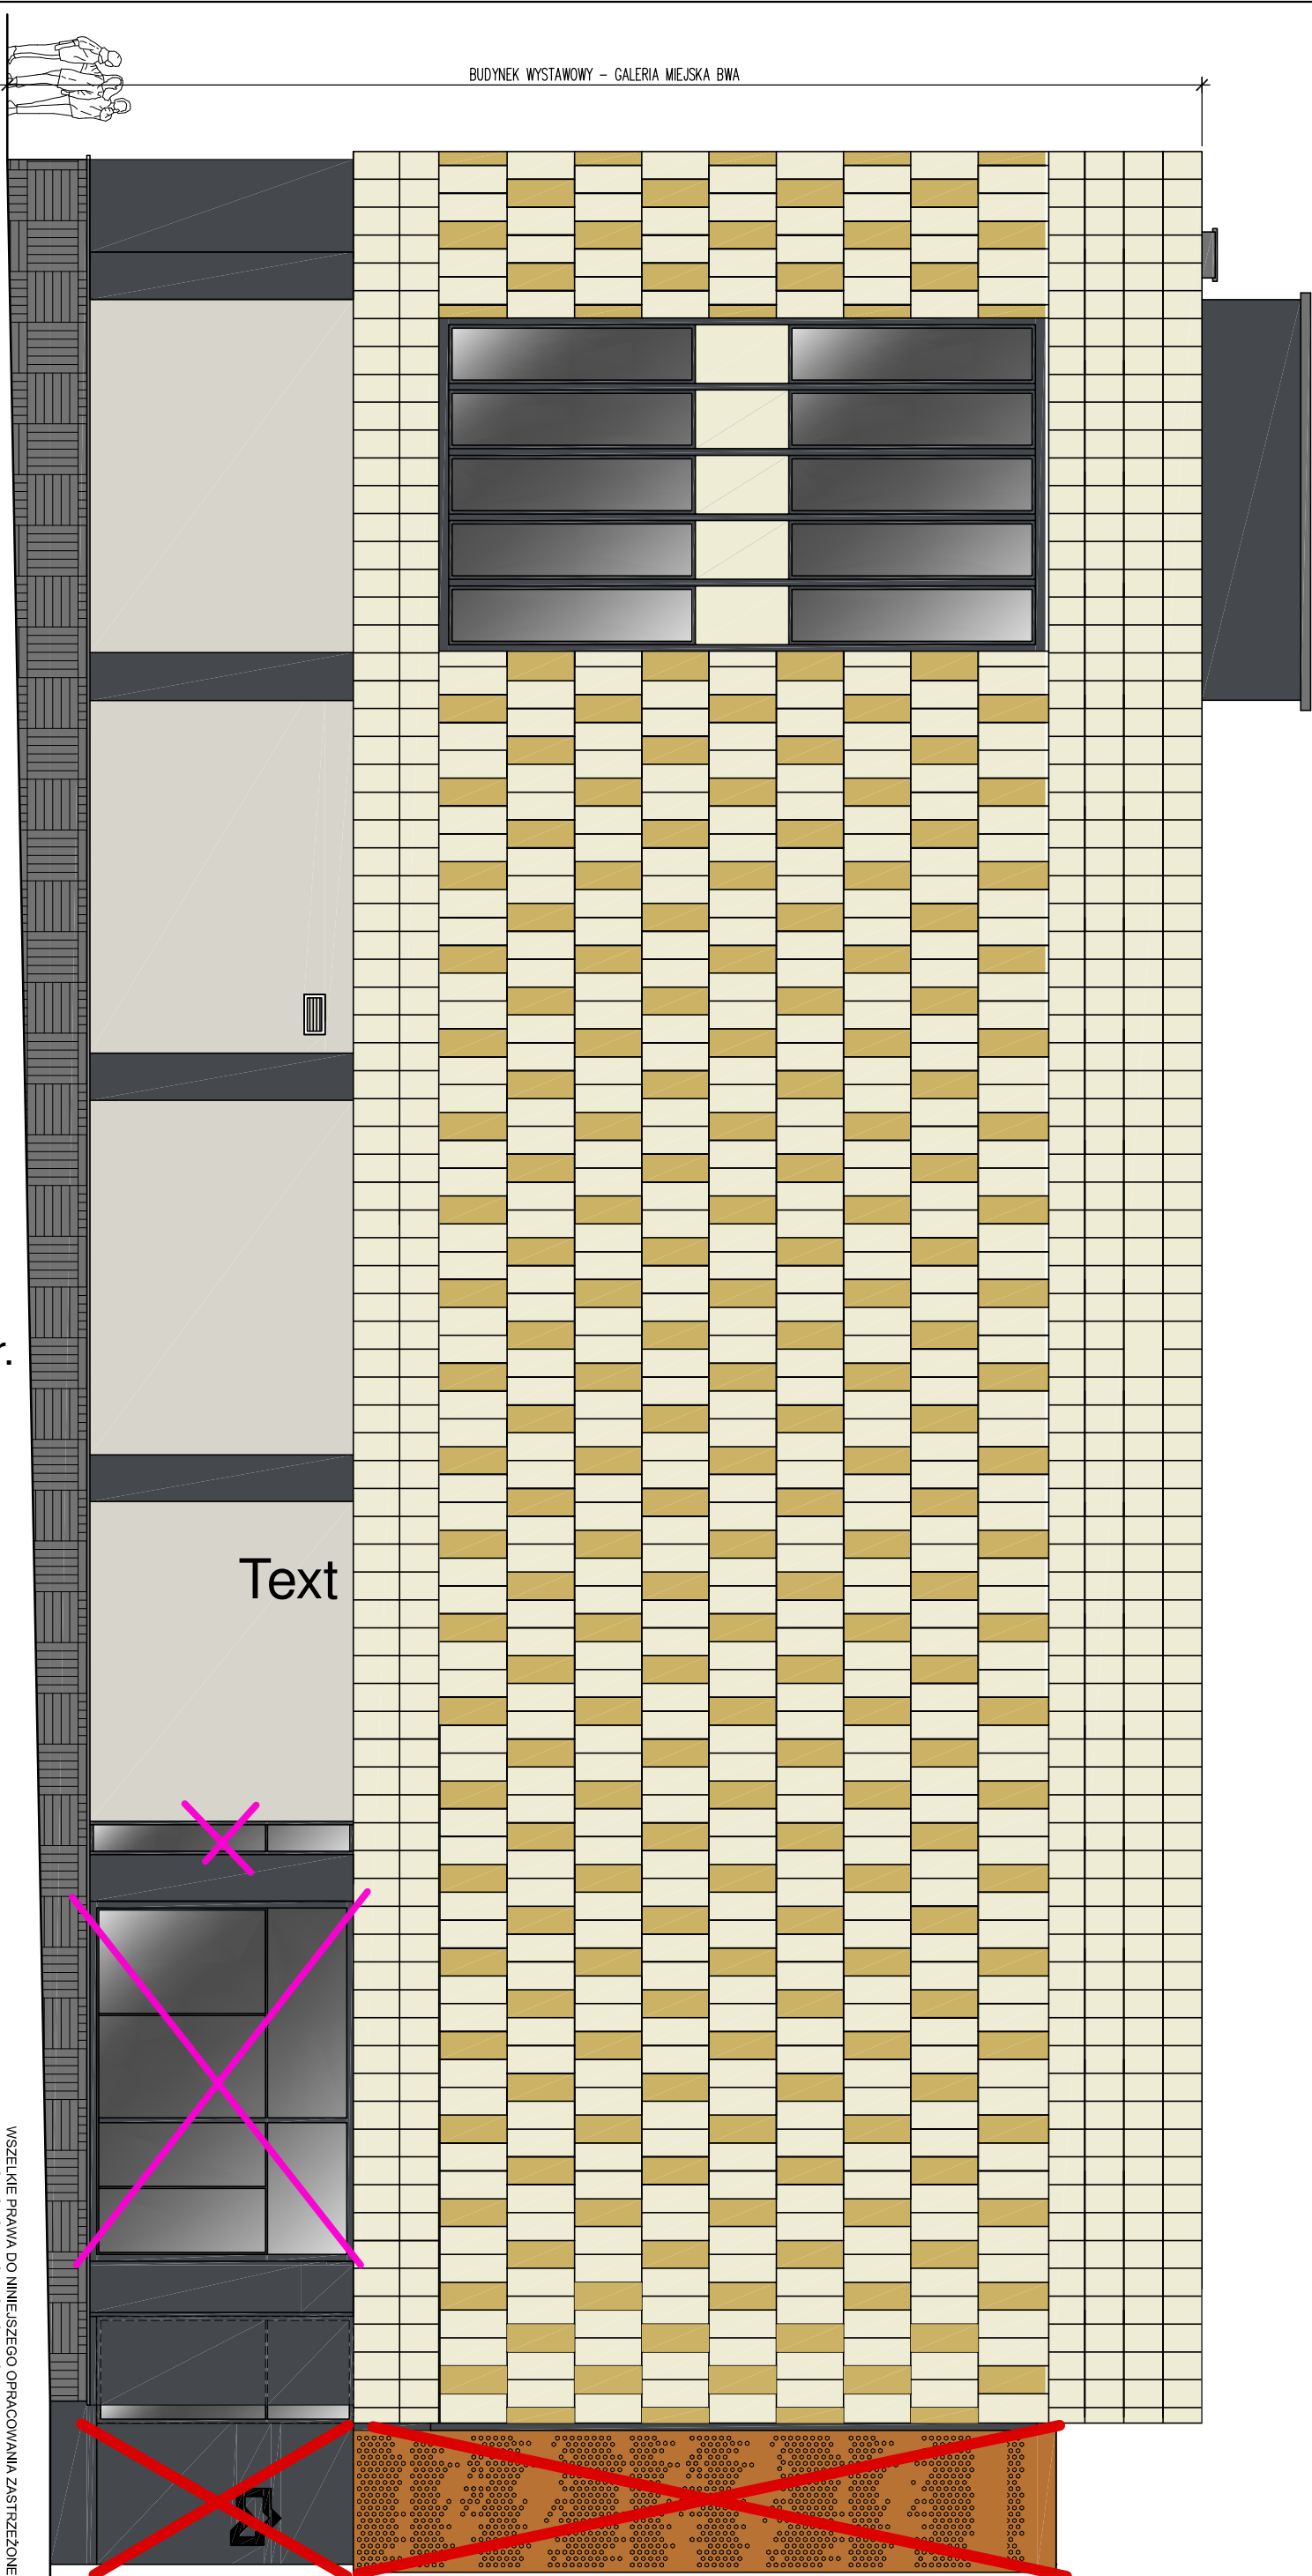 BUDYNEK WYSTAWOWY – GALERIA MIEJSKA BWA
r.
Text
WSZELKIE PRAWA DO NINIEJSZEGO OPRACOWANIA ZASTRZEŻONE